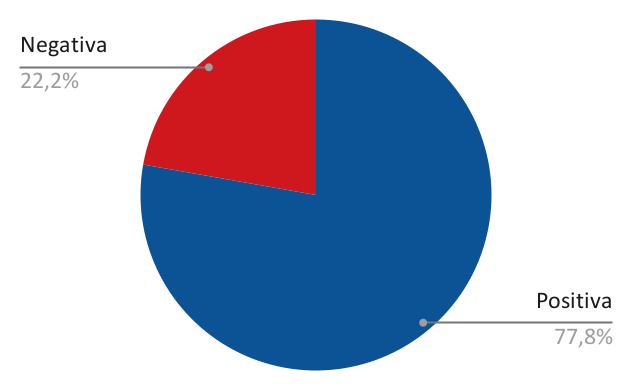 Negativa
22,2%
Positiva
77,8%